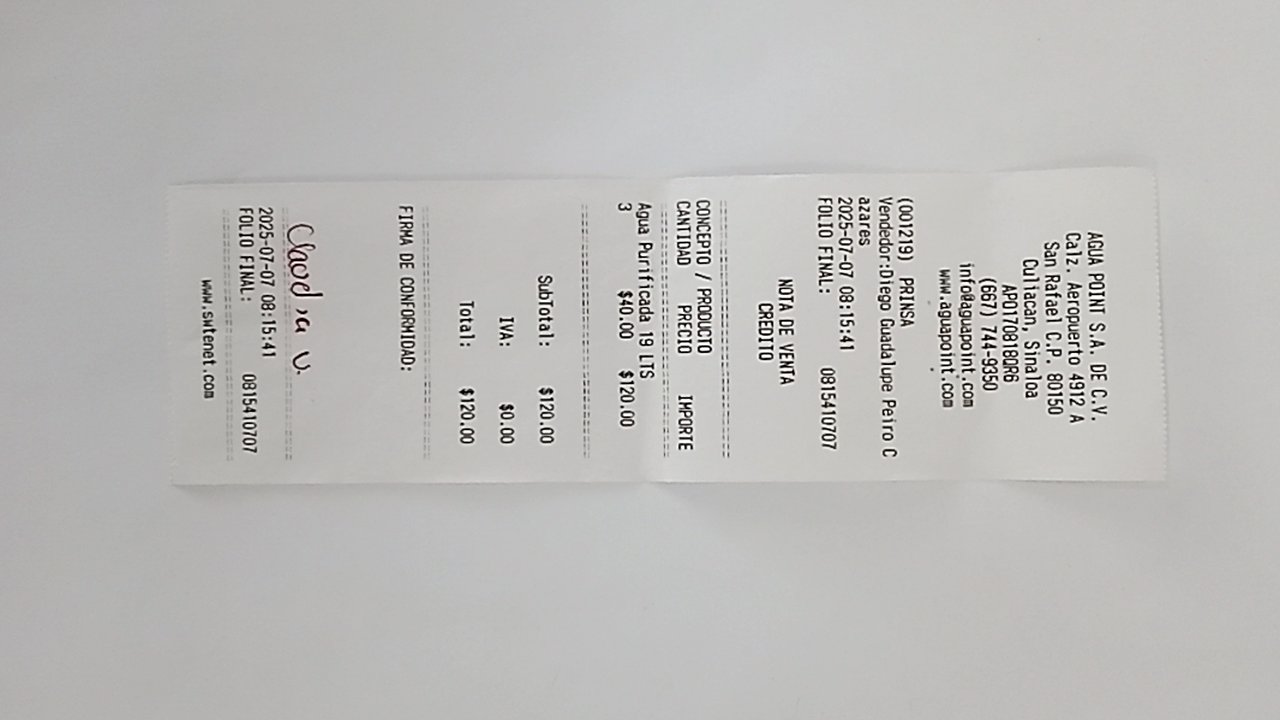 AGUA POINT S.A. DE C.V.
Calz. Aeropuerto 4912 A
San Rafael C.P. 80150
Culiacan, Sinaloa
APO170818QR6
(667) 744-9350
info@aguapoint.com
www.aguapoint.com
(001219) PRINSA
Vendedor:Diego Guadalupe Peiro C
azares
2025-07-07 08:15:41
FOLIO FINAL: 0815410707
NOTA DE VENTA
CREDITO
CONCEPTO / PRODUCTO
CANTIDAD PRECIO IMPORTE
Agua Purificada 19 LTS
3 $40.00 $120.00
SubTotal: $120.00
IVA: $0.00
Total: $120.00
FIRMA DE CONFORMIDAD:
Claudia V.
2025-07-07 08:15:41
FOLIO FINAL: 0815410707
www.swtenet.com